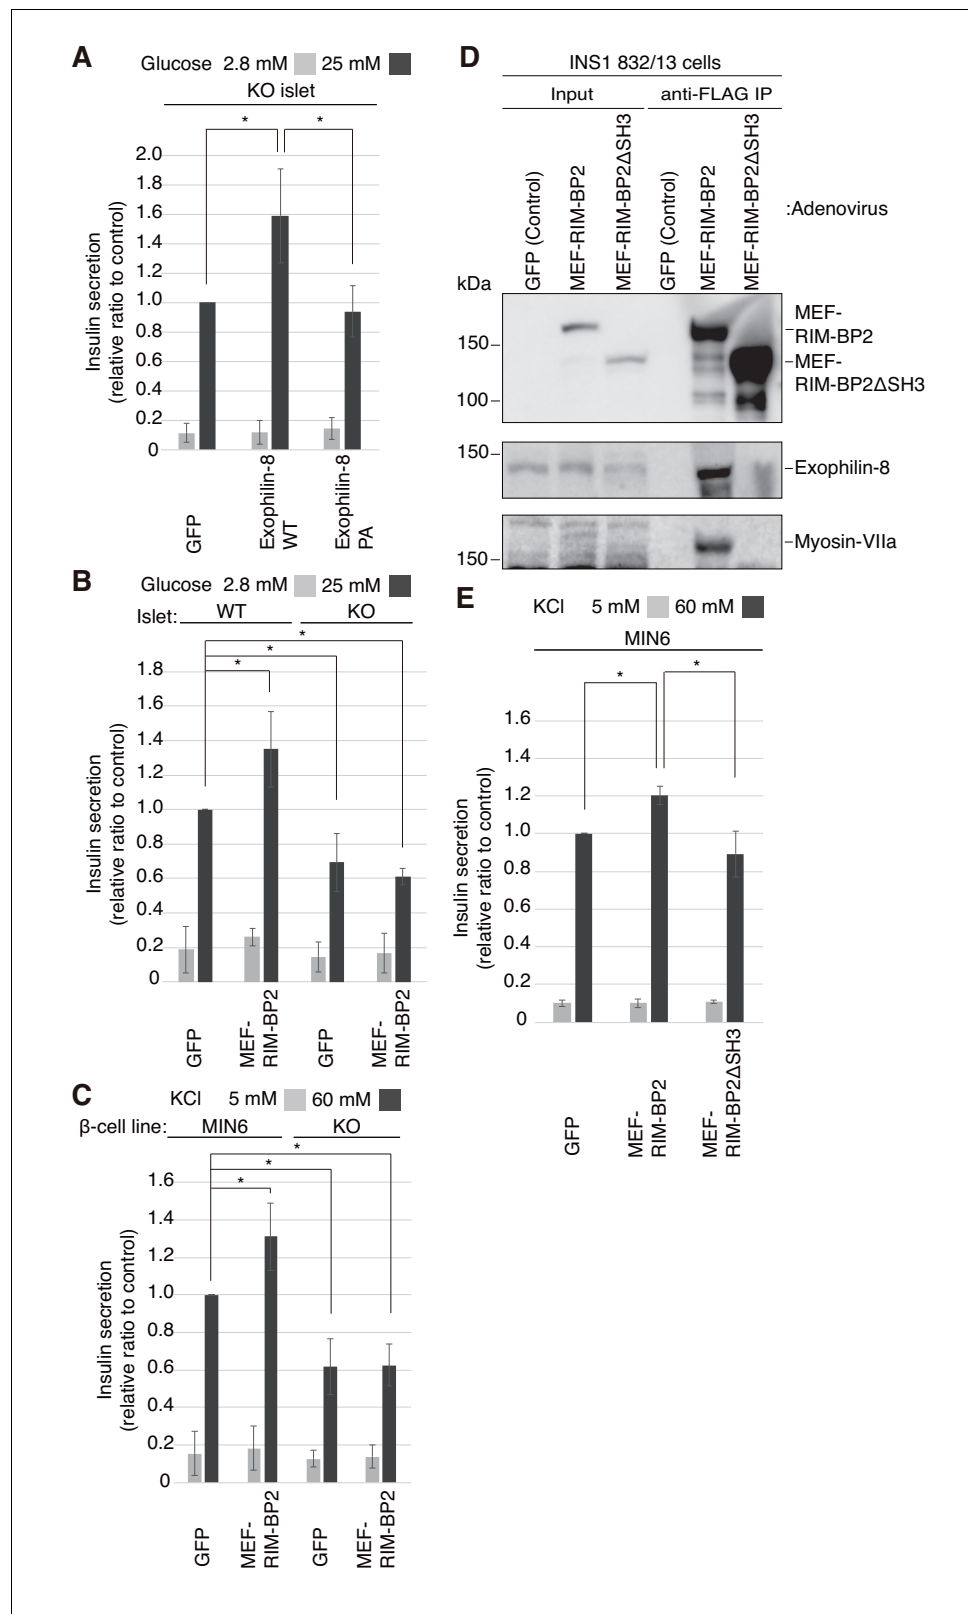 A
Glucose 2.8 mM 25 mM
KO islet
* *
2.0
1.8
1.6
1.4
1.2
1.0
0.8
0.6
0.4
0.2
0
Insulin secretion
(relative ratio to control)
GFP
Exophilin-8
WT
Exophilin-8
PA
B
Glucose 2.8 mM 25 mM
Islet: WT KO
*
*
*
1.8
1.6
1.4
1.2
1.0
0.8
0.6
0.4
0.2
0
Insulin secretion
(relative ratio to control)
GFP
MEF-
RIM-BP2
GFP
MEF-
RIM-BP2
C
KCl 5 mM 60 mM
β-cell line: MIN6 KO
*
*
*
1.6
1.4
1.2
1.0
0.8
0.6
0.4
0.2
0
Insulin secretion
(relative ratio to control)
GFP
MEF-
RIM-BP2
GFP
MEF-
RIM-BP2
D
INS1 832/13 cells
Input anti-FLAG IP
GFP (Control)
MEF-RIM-BP2
MEF-RIM-BP2ΔSH3
GFP (Control)
MEF-RIM-BP2
MEF-RIM-BP2ΔSH3
:Adenovirus
kDa
150
100
MEF-
RIM-BP2
MEF-
RIM-BP2ΔSH3
150
Exophilin-8
150
Myosin-VIIa
E
KCl 5 mM 60 mM
MIN6
* *
1.6
1.4
1.2
1.0
0.8
0.6
0.4
0.2
0
Insulin secretion
(relative ratio to control)
GFP
MEF-
RIM-BP2
MEF-
RIM-BP2ΔSH3